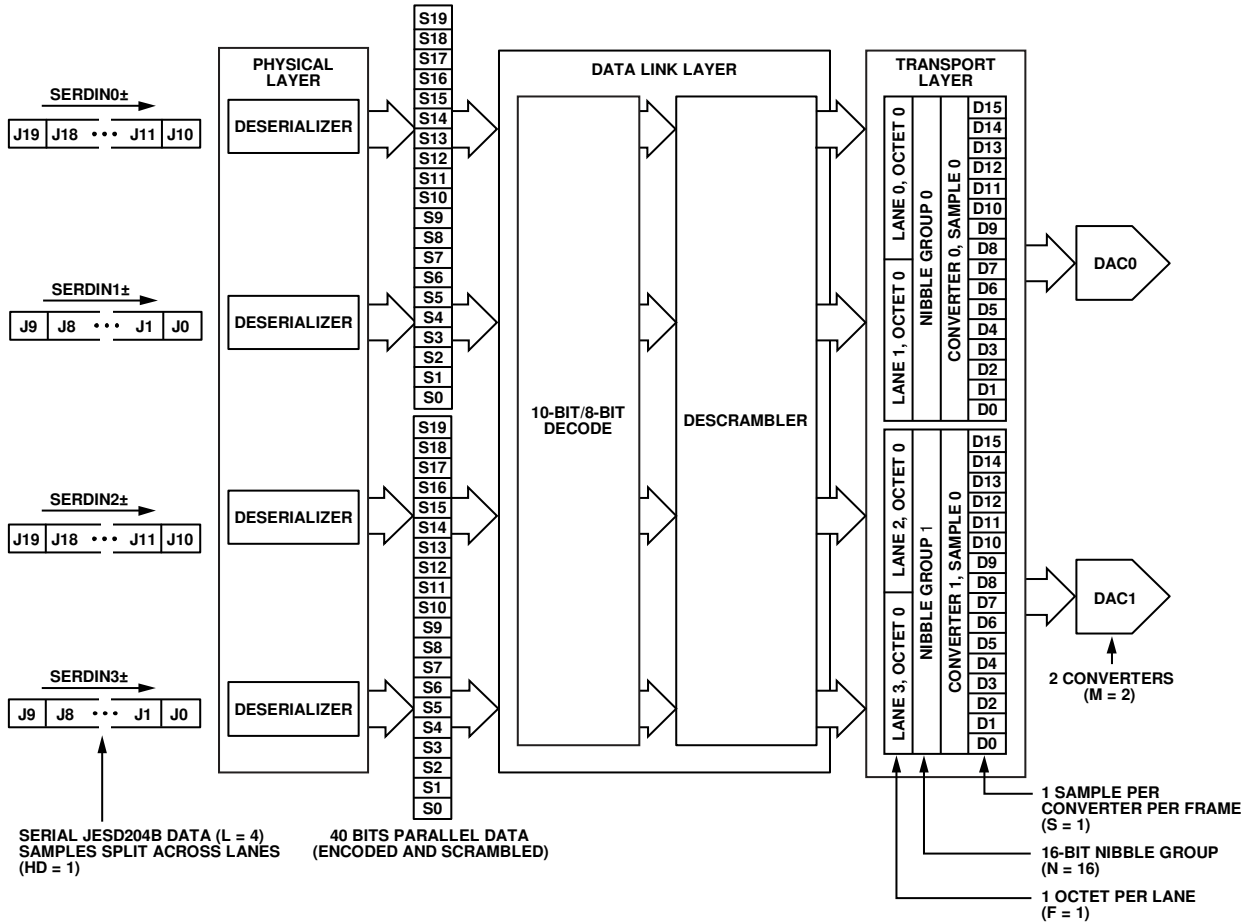 SERDIN0±
J19 J18 ••• J11 J10
SERDIN1±
J9 J8 ••• J1 J0
SERDIN2±
J19 J18 ••• J11 J10
SERDIN3±
J9 J8 ••• J1 J0
SERIAL JESD204B DATA (L = 4)
SAMPLES SPLIT ACROSS LANES
(HD = 1)
PHYSICAL
LAYER
DESERIALIZER
DESERIALIZER
DESERIALIZER
DESERIALIZER
S19
S18
S17
S16
S15
S14
S13
S12
S11
S10
S9
S8
S7
S6
S5
S4
S3
S2
S1
S0
S19
S18
S17
S16
S15
S14
S13
S12
S11
S10
S9
S8
S7
S6
S5
S4
S3
S2
S1
S0
40 BITS PARALLEL DATA
(ENCODED AND SCRAMBLED)
DATA LINK LAYER
10-BIT/8-BIT
DECODE
DESCRAMBLER
TRANSPORT
LAYER
LANE 0, OCTET 0
LANE 1, OCTET 0
NIBBLE GROUP 0
CONVERTER 0, SAMPLE 0
D15
D14
D13
D12
D11
D10
D9
D8
D7
D6
D5
D4
D3
D2
D1
D0
LANE 2, OCTET 0
LANE 3, OCTET 0
NIBBLE GROUP 1
CONVERTER 1, SAMPLE 0
D15
D14
D13
D12
D11
D10
D9
D8
D7
D6
D5
D4
D3
D2
D1
D0
DAC0
DAC1
2 CONVERTERS
(M = 2)
1 SAMPLE PER
CONVERTER PER FRAME
(S = 1)
16-BIT NIBBLE GROUP
(N = 16)
1 OCTET PER LANE
(F = 1)